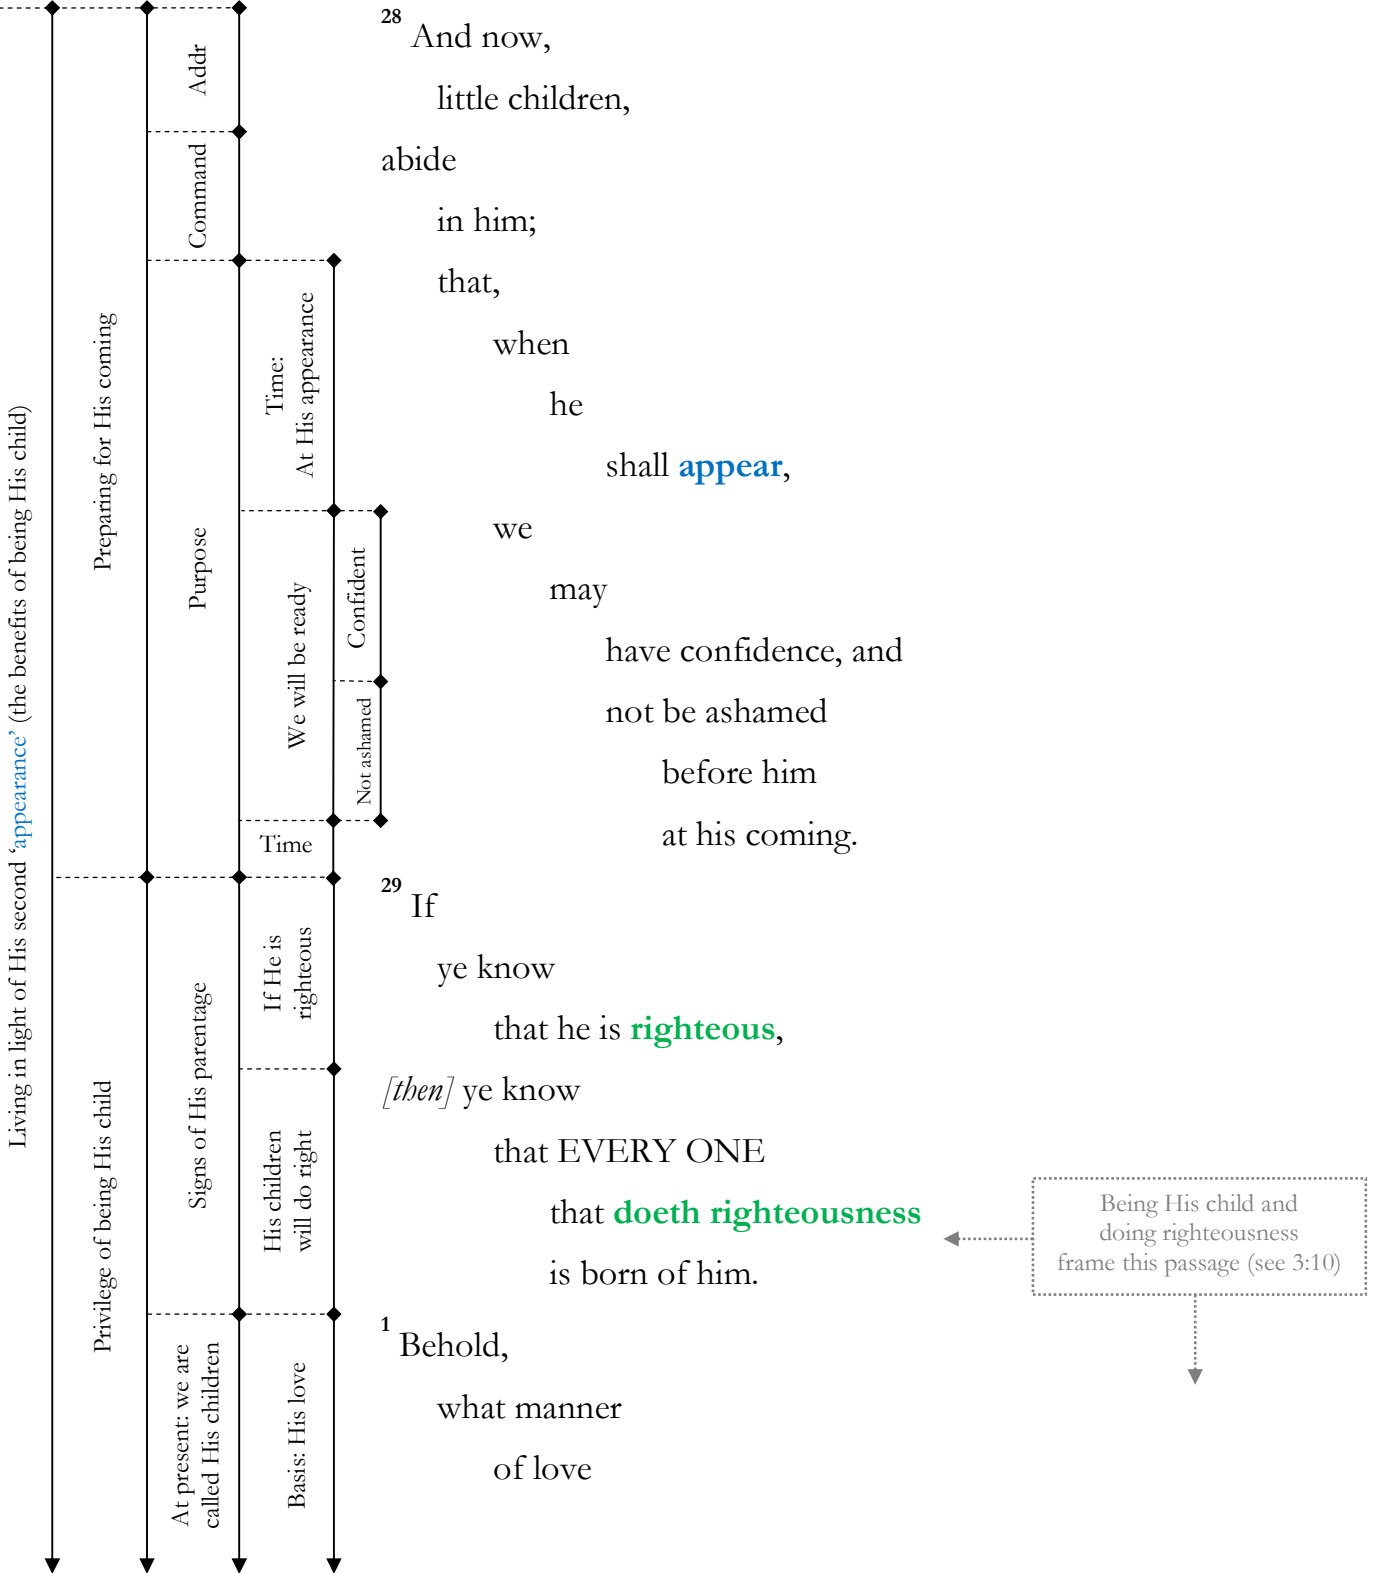 Living in light of His second ‘appearance’ (the benefits of being His child)
Preparing for His coming
Privilege of being His child
Addr
Command
Purpose
Signs of His parentage
At present: we are
called His children
Time:
At His appearance
We will be ready
Time
If He is
righteous
His children
will do right
Basis: His love
Confident
Not ashamed
28 And now,
little children,
abide
in him;
that,
when
he
shall appear,
we
may
have confidence, and
not be ashamed
before him
at his coming.
29 If
ye know
that he is righteous,
[then] ye know
that EVERY ONE
that doeth righteousness
is born of him.
1 Behold,
what manner
of love
Being His child and
doing righteousness
frame this passage (see 3:10)